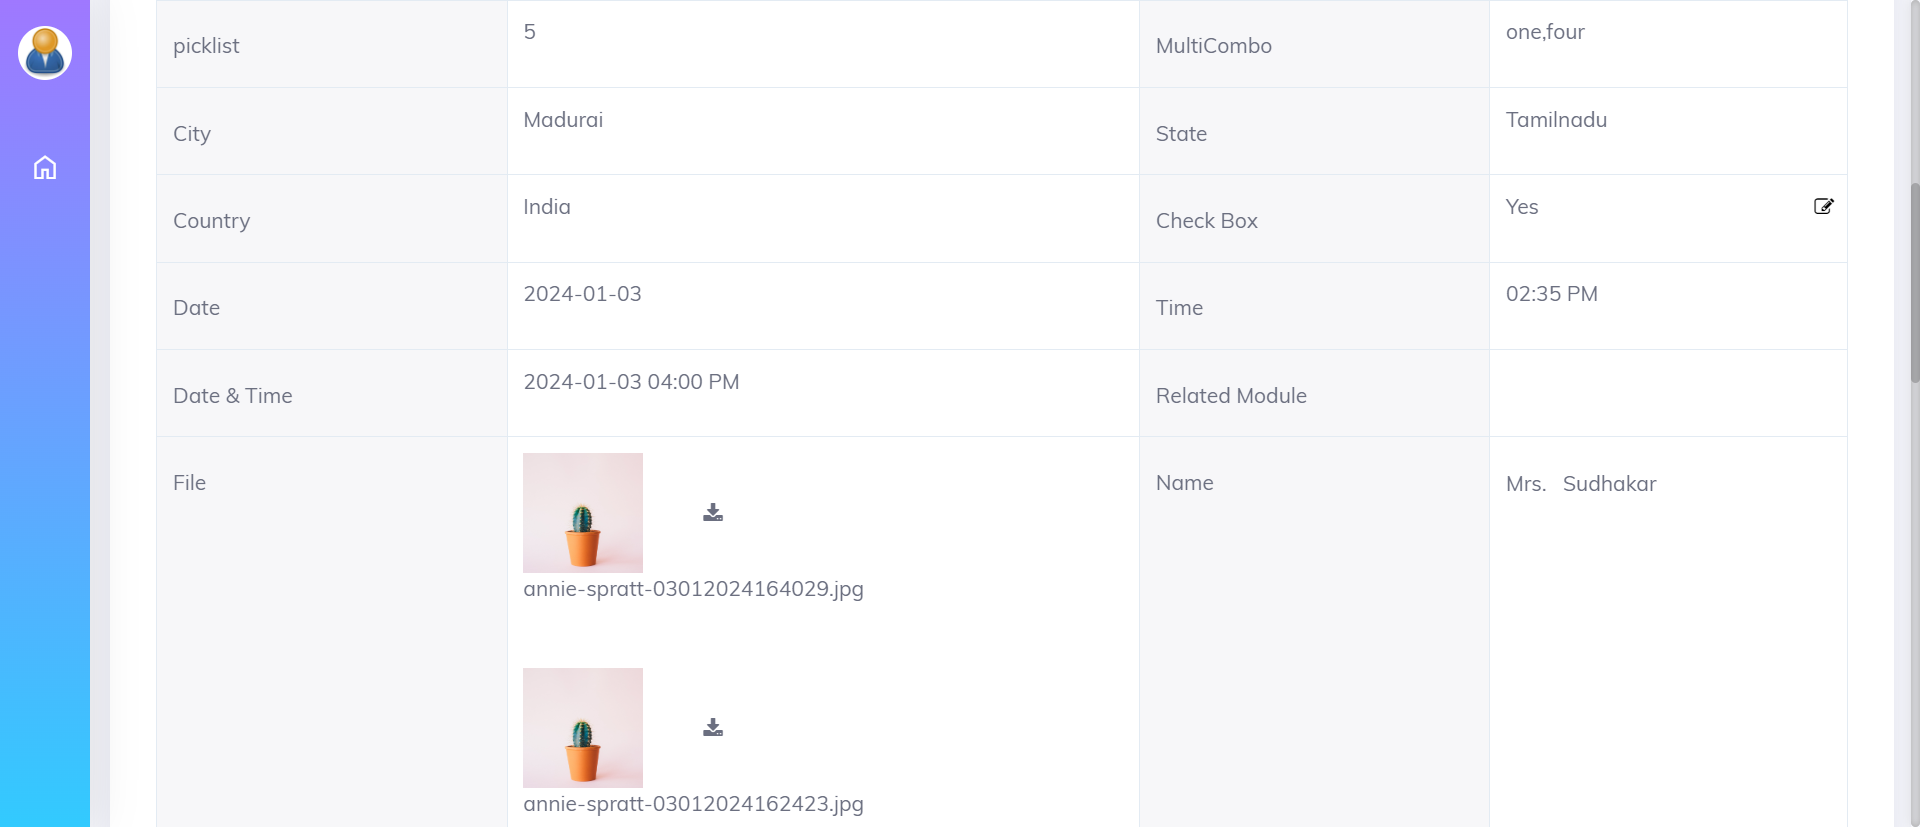 picklist
5
MultiCombo
one,four
City
Madurai
State
Tamilnadu
Country
India
Check Box
Yes
Date
2024-01-03
Time
02:35 PM
Date & Time
2024-01-03 04:00 PM
Related Module
File
annie-spratt-03012024164029.jpg
annie-spratt-03012024162423.jpg
Name
Mrs. Sudhakar